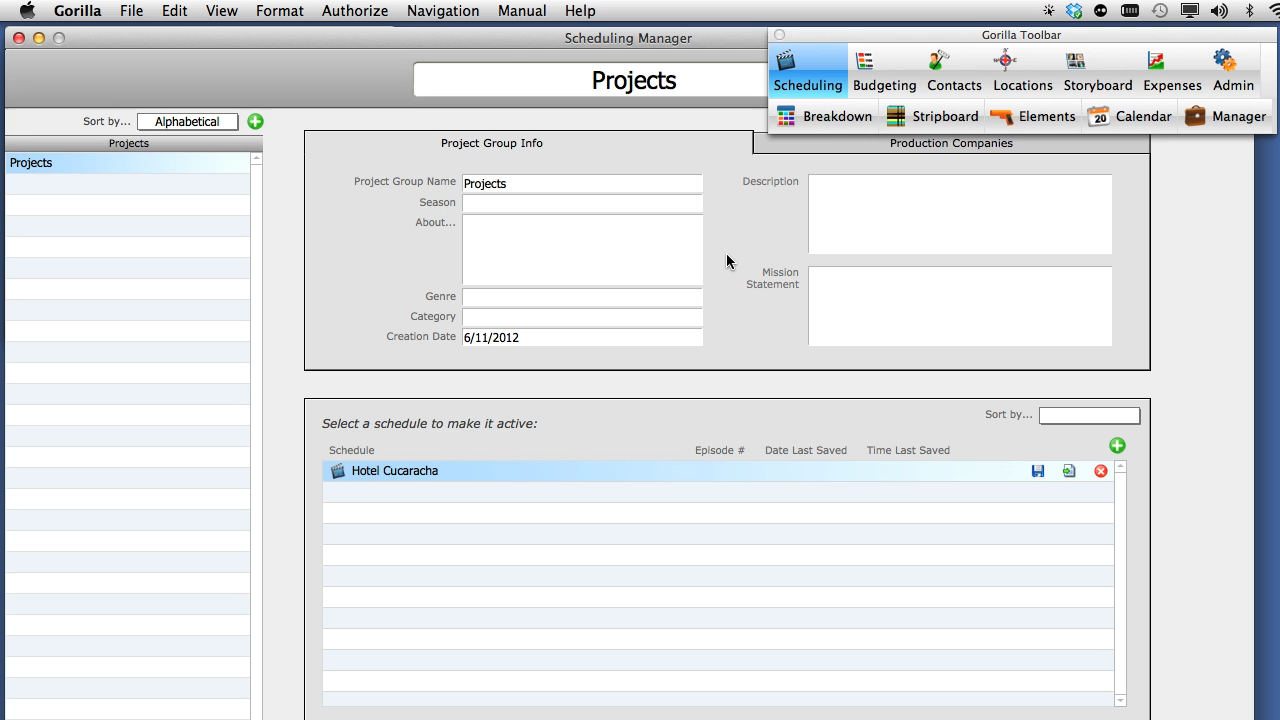 Gorilla File Edit View Format Authorize Navigation Manual Help
Scheduling Manager
Gorilla Toolbar
Projects
Scheduling Budgeting Contacts Locations Storyboard Expenses Admin
Breakdown Stripboard Elements 20 Calendar Manager
Sort by... Alphabetical
Projects
Projects
Project Group Info
Production Companies
Project Group Name Projects
Season
About...
Genre
Category
Creation Date 6/11/2012
Description
Mission
Statement
Select a schedule to make it active:
Sort by...
Schedule Episode # Date Last Saved Time Last Saved
Hotel Cucaracha